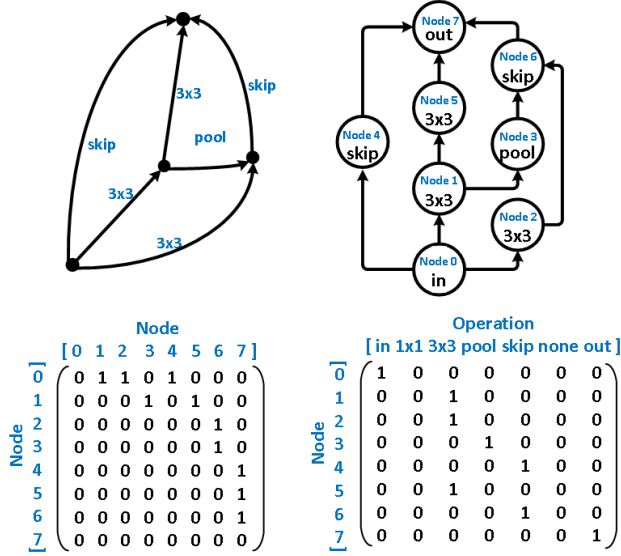 skip
3x3
skip
pool
3x3
3x3
Node 7
out
Node 6
skip
Node 5
3x3
Node 4
skip
Node 3
pool
Node 1
3x3
Node 2
3x3
Node 0
in
Node
[ 0 1 2 3 4 5 6 7 ]
Node
[ 0 1 2 3 4 5 6 7 ]
0 1 1 0 1 0 0 0
0 0 0 1 0 1 0 0
0 0 0 0 0 0 1 0
0 0 0 0 0 0 1 0
0 0 0 0 0 0 0 1
0 0 0 0 0 0 0 1
0 0 0 0 0 0 0 1
0 0 0 0 0 0 0 0
Operation
[ in 1x1 3x3 pool skip none out ]
Node
[ 0 1 2 3 4 5 6 7 ]
1 0 0 0 0 0 0
0 0 1 0 0 0 0
0 0 1 0 0 0 0
0 0 0 1 0 0 0
0 0 0 0 1 0 0
0 0 1 0 0 0 0
0 0 0 0 1 0 0
0 0 0 0 0 0 1